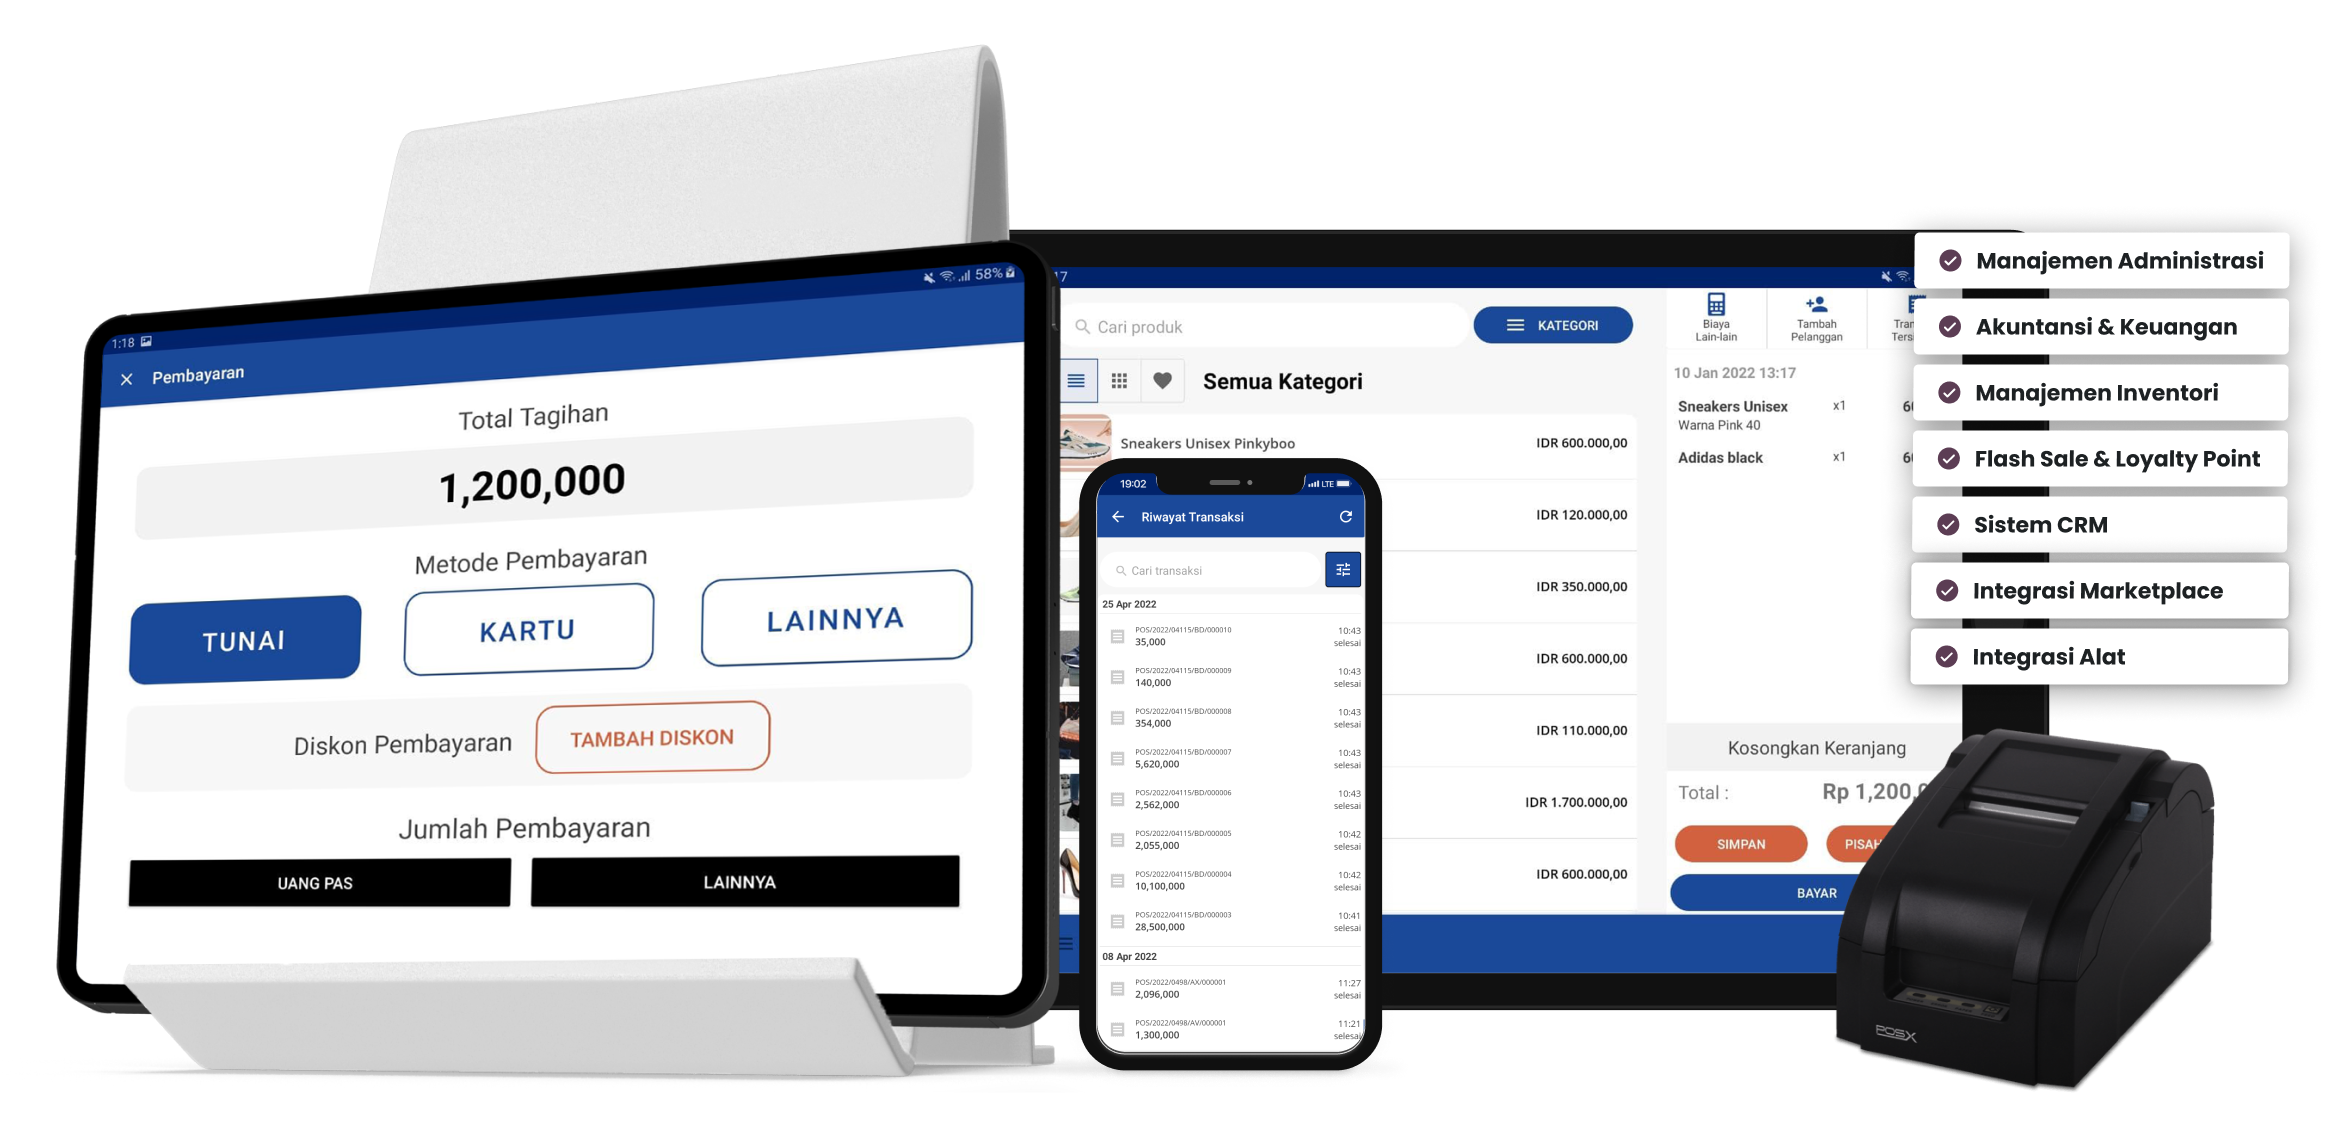 1:18
58%
Pembayaran
Total Tagihan
1,200,000
Metode Pembayaran
TUNAI
KARTU
LAINNYA
Diskon Pembayaran
TAMBAH DISKON
Jumlah Pembayaran
UANG PAS
LAINNYA
17
Cari produk
KATEGORI
Semua Kategori
Sneakers Unisex Pinkyboo
IDR 600.000,00
IDR 120.000,00
IDR 350.000,00
IDR 600.000,00
IDR 110.000,00
IDR 1.700.000,00
IDR 600.000,00
Biaya
Lain-lain
Tambah
Pelanggan
10 Jan 2022 13:17
Sneakers Unisex x1
Warna Pink 40
Adidas black x1
Kosongkan Keranjang
Total : Rp 1,200,
SIMPAN
BAYAR
19:02
LTE
Riwayat Transaksi
Cari transaksi
25 Apr 2022
POS/2022/04115/BD/000010 10:43
35,000 selesai
POS/2022/04115/BD/000009 10:43
140,000 selesai
POS/2022/04115/BD/000008 10:43
354,000 selesai
POS/2022/04115/BD/000007 10:43
5,620,000 selesai
POS/2022/04115/BD/000006 10:43
2,562,000 selesai
POS/2022/04115/BD/000005 10:42
2,055,000 selesai
POS/2022/04115/BD/000004 10:42
10,100,000 selesai
POS/2022/04115/BD/000003 10:41
28,500,000 selesai
08 Apr 2022
POS/2022/0498/AX/000001 11:27
2,096,000 selesai
POS/2022/0498/AV/000001 11:21
1,300,000 selesai
Manajemen Administrasi
Akuntansi & Keuangan
Manajemen Inventori
Flash Sale & Loyalty Point
Sistem CRM
Integrasi Marketplace
Integrasi Alat
POSX